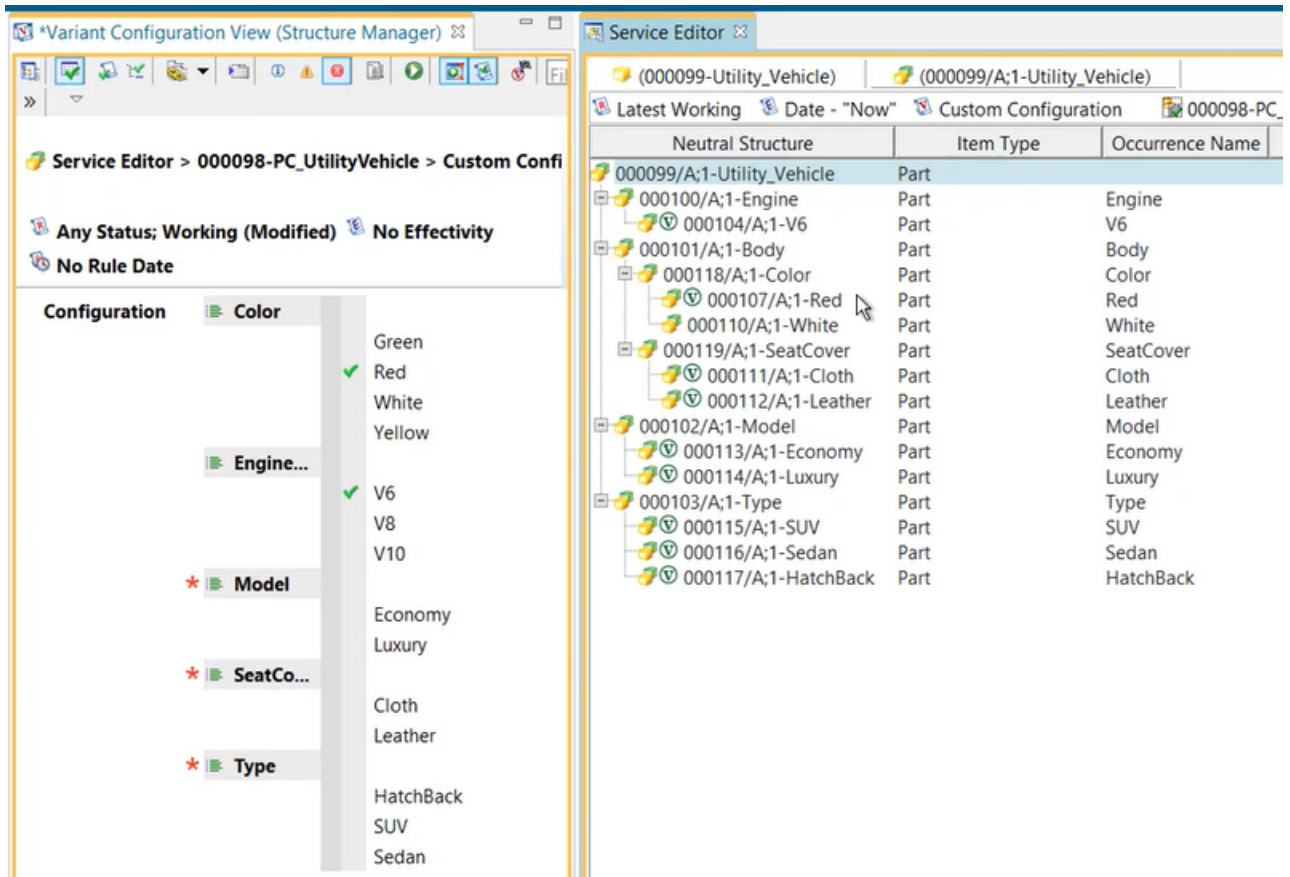 *Variant Configuration View (Structure Manager)
Service Editor > 000098-PC_UtilityVehicle > Custom Confi
Any Status; Working (Modified) No Effectivity
No Rule Date
Configuration
Color
Green
Red
White
Yellow
Engine...
V6
V8
V10
* Model
Economy
Luxury
* SeatCo...
Cloth
Leather
* Type
HatchBack
SUV
Sedan
Service Editor
(000099-Utility_Vehicle) (000099/A;1-Utility_Vehicle)
Latest Working Date - "Now" Custom Configuration 000098-PC_
Neutral Structure Item Type Occurrence Name
000099/A;1-Utility_Vehicle Part
000100/A;1-Engine Part Engine
000104/A;1-V6 Part V6
000101/A;1-Body Part Body
000118/A;1-Color Part Color
000107/A;1-Red Part Red
000110/A;1-White Part White
000119/A;1-SeatCover Part SeatCover
000111/A;1-Cloth Part Cloth
000112/A;1-Leather Part Leather
000102/A;1-Model Part Model
000113/A;1-Economy Part Economy
000114/A;1-Luxury Part Luxury
000103/A;1-Type Part Type
000115/A;1-SUV Part SUV
000116/A;1-Sedan Part Sedan
000117/A;1-HatchBack Part HatchBack